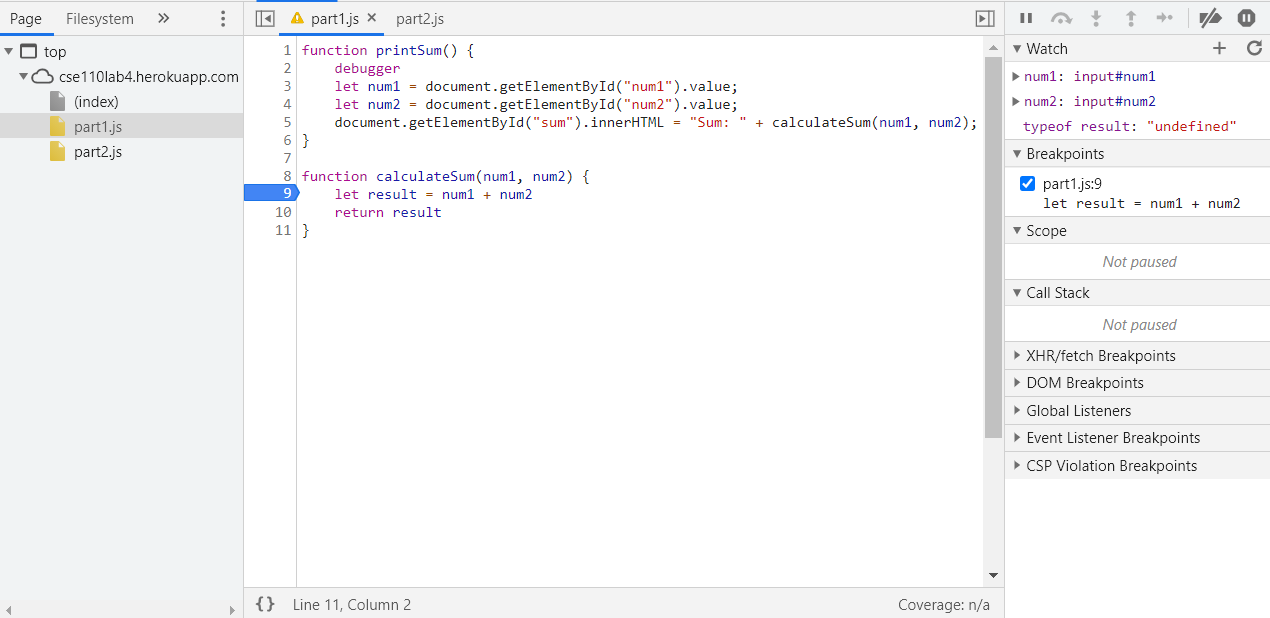 Page Filesystem
top
cse110lab4.herokuapp.com
(index)
part1.js
part2.js
part1.js × part2.js
1 function printSum() {
2 debugger
3 let num1 = document.getElementById("num1").value;
4 let num2 = document.getElementById("num2").value;
5 document.getElementById("sum").innerHTML = "Sum: " + calculateSum(num1, num2);
6 }
7
8 function calculateSum(num1, num2) {
9 let result = num1 + num2
10 return result
11 }
{} Line 11, Column 2
Coverage: n/a
Watch
num1: input#num1
num2: input#num2
typeof result: "undefined"
Breakpoints
part1.js:9
let result = num1 + num2
Scope
Not paused
Call Stack
Not paused
XHR/fetch Breakpoints
DOM Breakpoints
Global Listeners
Event Listener Breakpoints
CSP Violation Breakpoints